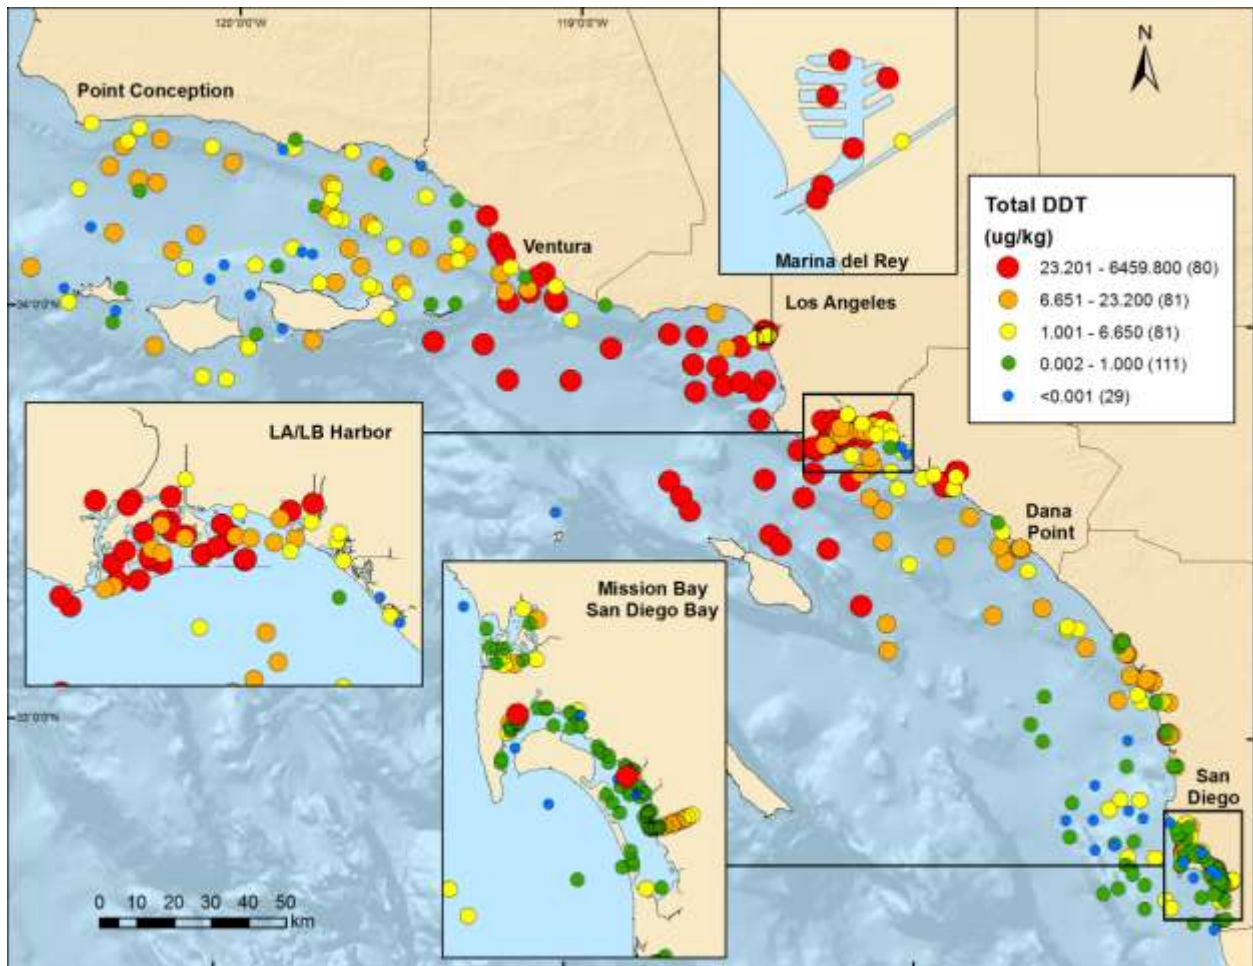 120°0'0"W
119°0'0"W
N
Point Conception
Ventura
Marina del Rey
Los Angeles
Total DDT
(ug/kg)
23.201 - 6459.800 (80)
6.651 - 23.200 (81)
1.001 - 6.650 (81)
0.002 - 1.000 (111)
<0.001 (29)
34°0'0"N
LA/LB Harbor
Dana
Point
Mission Bay
San Diego Bay
33°0'0"N
San
Diego
0 10 20 30 40 50
km